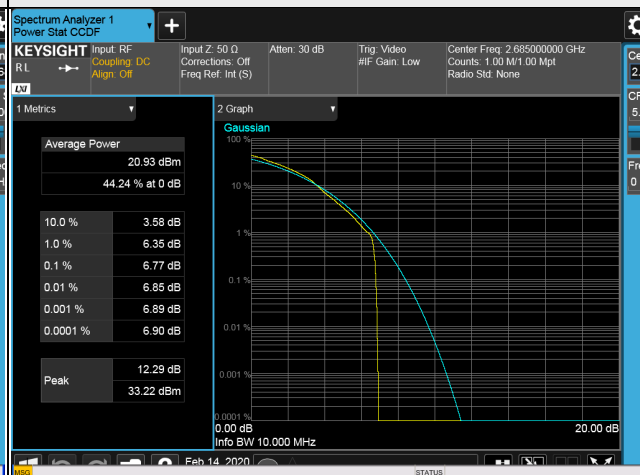 Spectrum Analyzer 1
Power Stat CCDF
KEYSIGHT
R L
LXI
Input: RF
Coupling: DC
Align: Off
Input Z: 50 Ω
Corrections: Off
Freq Ref: Int (S)
Atten: 30 dB
Trig: Video
#IF Gain: Low
Center Freq: 2.685000000 GHz
Counts: 1.00 M/1.00 Mpt
Radio Std: None
1 Metrics
2 Graph
Average Power
20.93 dBm
44.24 % at 0 dB
10.0 % 3.58 dB
1.0 % 6.35 dB
0.1 % 6.77 dB
0.01 % 6.85 dB
0.001 % 6.89 dB
0.0001 % 6.90 dB
Peak
12.29 dB
33.22 dBm
Gaussian
100 %
10 %
1 %
0.1 %
0.01 %
0.001 %
0.0001 %
0.00 dB 20.00 dB
Info BW 10.000 MHz
Feb 14, 2020
MSG STATUS